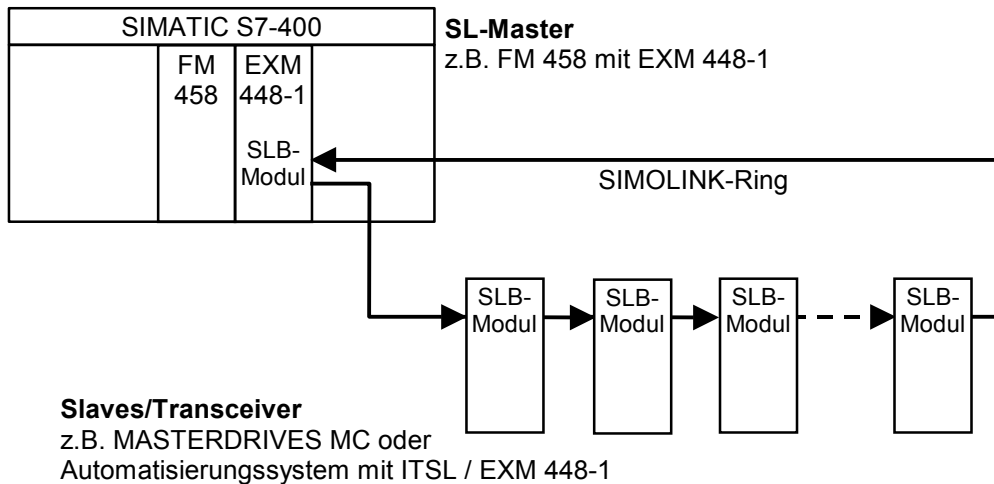 SIMATIC S7-400
SL-Master
z.B. FM 458 mit EXM 448-1
FM
458
EXM
448-1
SLB-
Modul
SIMOLINK-Ring
SLB-
Modul
SLB-
Modul
SLB-
Modul
SLB-
Modul
Slaves/Transceiver
z.B. MASTERDRIVES MC oder
Automatisierungssystem mit ITSL / EXM 448-1